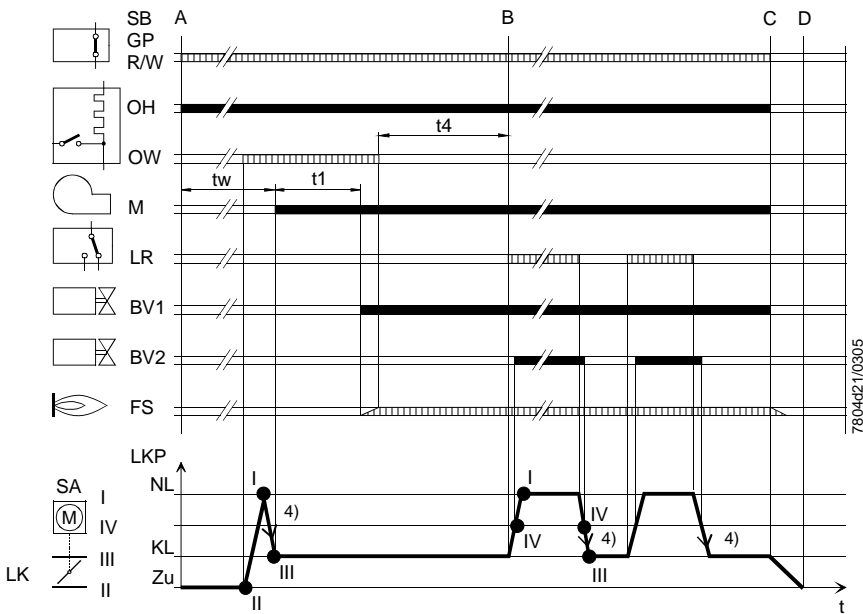 SB A B C D
GP
R/W
OH
t4
OW
tw t1
M
LR
BV1
BV2
FS
7804d21/0305
LKP
SA
NL I I
I
M 4) IV
IV IV 4) 4)
III KL III III
LK
II Zu II t